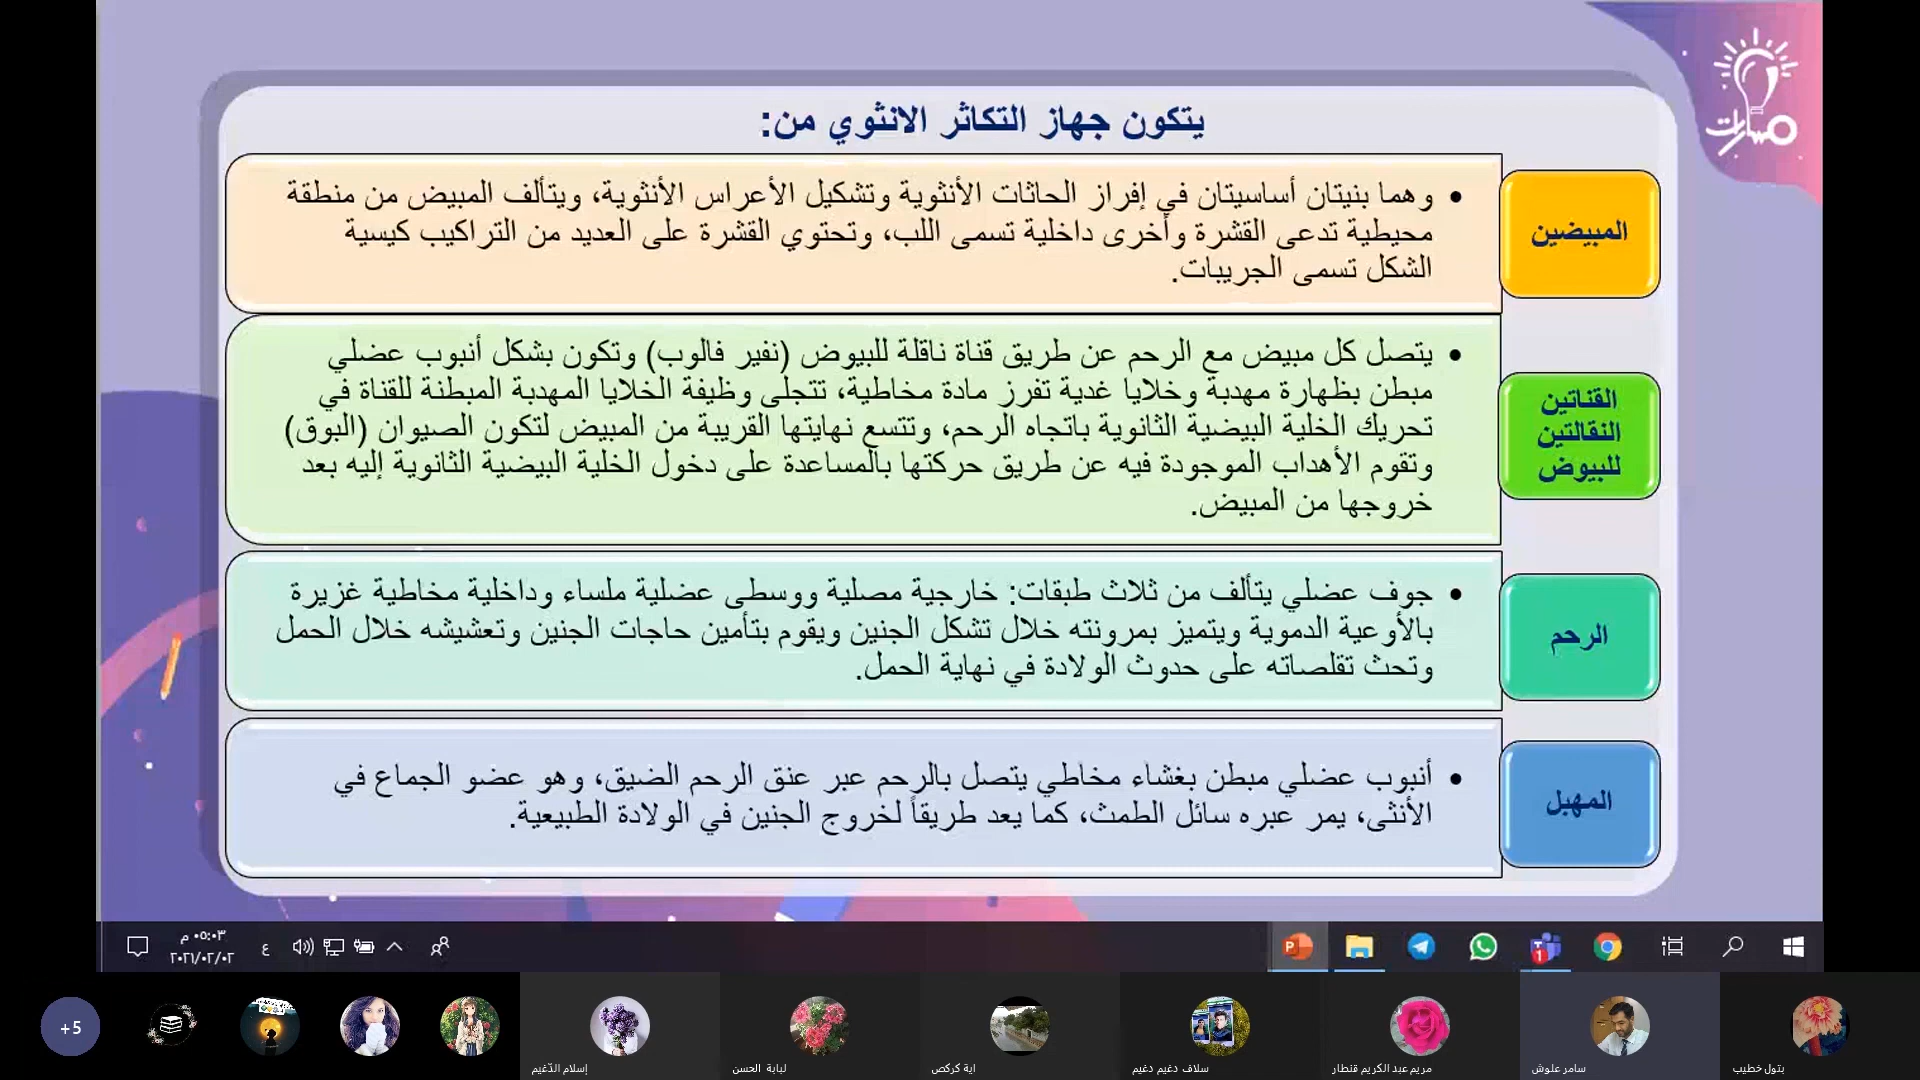 مسارات
يتكون جهاز التكاثر الانثوي من:
المبيضين
• وهما بنيتان أساسيتان في إفراز الحاثات الأنثوية وتشكيل الأعراس الأنثوية، ويتألف المبيض من منطقة
محيطية تدعى القشرة وأخرى داخلية تسمى اللب، وتحتوي القشرة على العديد من التراكيب كيسية
الشكل تسمى الجريبات.
القناتين
النقالتين
للبيوض
• يتصل كل مبيض مع الرحم عن طريق قناة ناقلة للبيوض (نفير فالوب) وتكون بشكل أنبوب عضلي
مبطن بظهارة مهدبة وخلايا غدية تفرز مادة مخاطية، تتجلى وظيفة الخلايا المهدبة المبطنة للقناة في
تحريك الخلية البيضية الثانوية باتجاه الرحم، وتتسع نهايتها القريبة من المبيض لتكون الصيوان (البوق)
وتقوم الأهداب الموجودة فيه عن طريق حركتها بالمساعدة على دخول الخلية البيضية الثانوية إليه بعد
خروجها من المبيض.
الرحم
• جوف عضلي يتألف من ثلاث طبقات: خارجية مصلية ووسطى عضلية ملساء وداخلية مخاطية غزيرة
بالأوعية الدموية ويتميز بمرونته خلال تشكل الجنين ويقوم بتأمين حاجات الجنين وتعشيشه خلال الحمل
وتحث تقلصاته على حدوث الولادة في نهاية الحمل.
المهبل
• أنبوب عضلي مبطن بغشاء مخاطي يتصل بالرحم عبر عنق الرحم الضيق، وهو عضو الجماع في
الأنثى، يمر عبره سائل الطمث، كما يعد طريقاً لخروج الجنين في الولادة الطبيعية.
ع
٠٥:٠٣ م
٢٠٢١/٠٢/٠٢
+5
إسلام الدّغيم
لبابة الحسن
اية كركص
سلاف دغيم دغيم
مريم عبد الكريم قنطار
سامر علوش
بتول خطيب